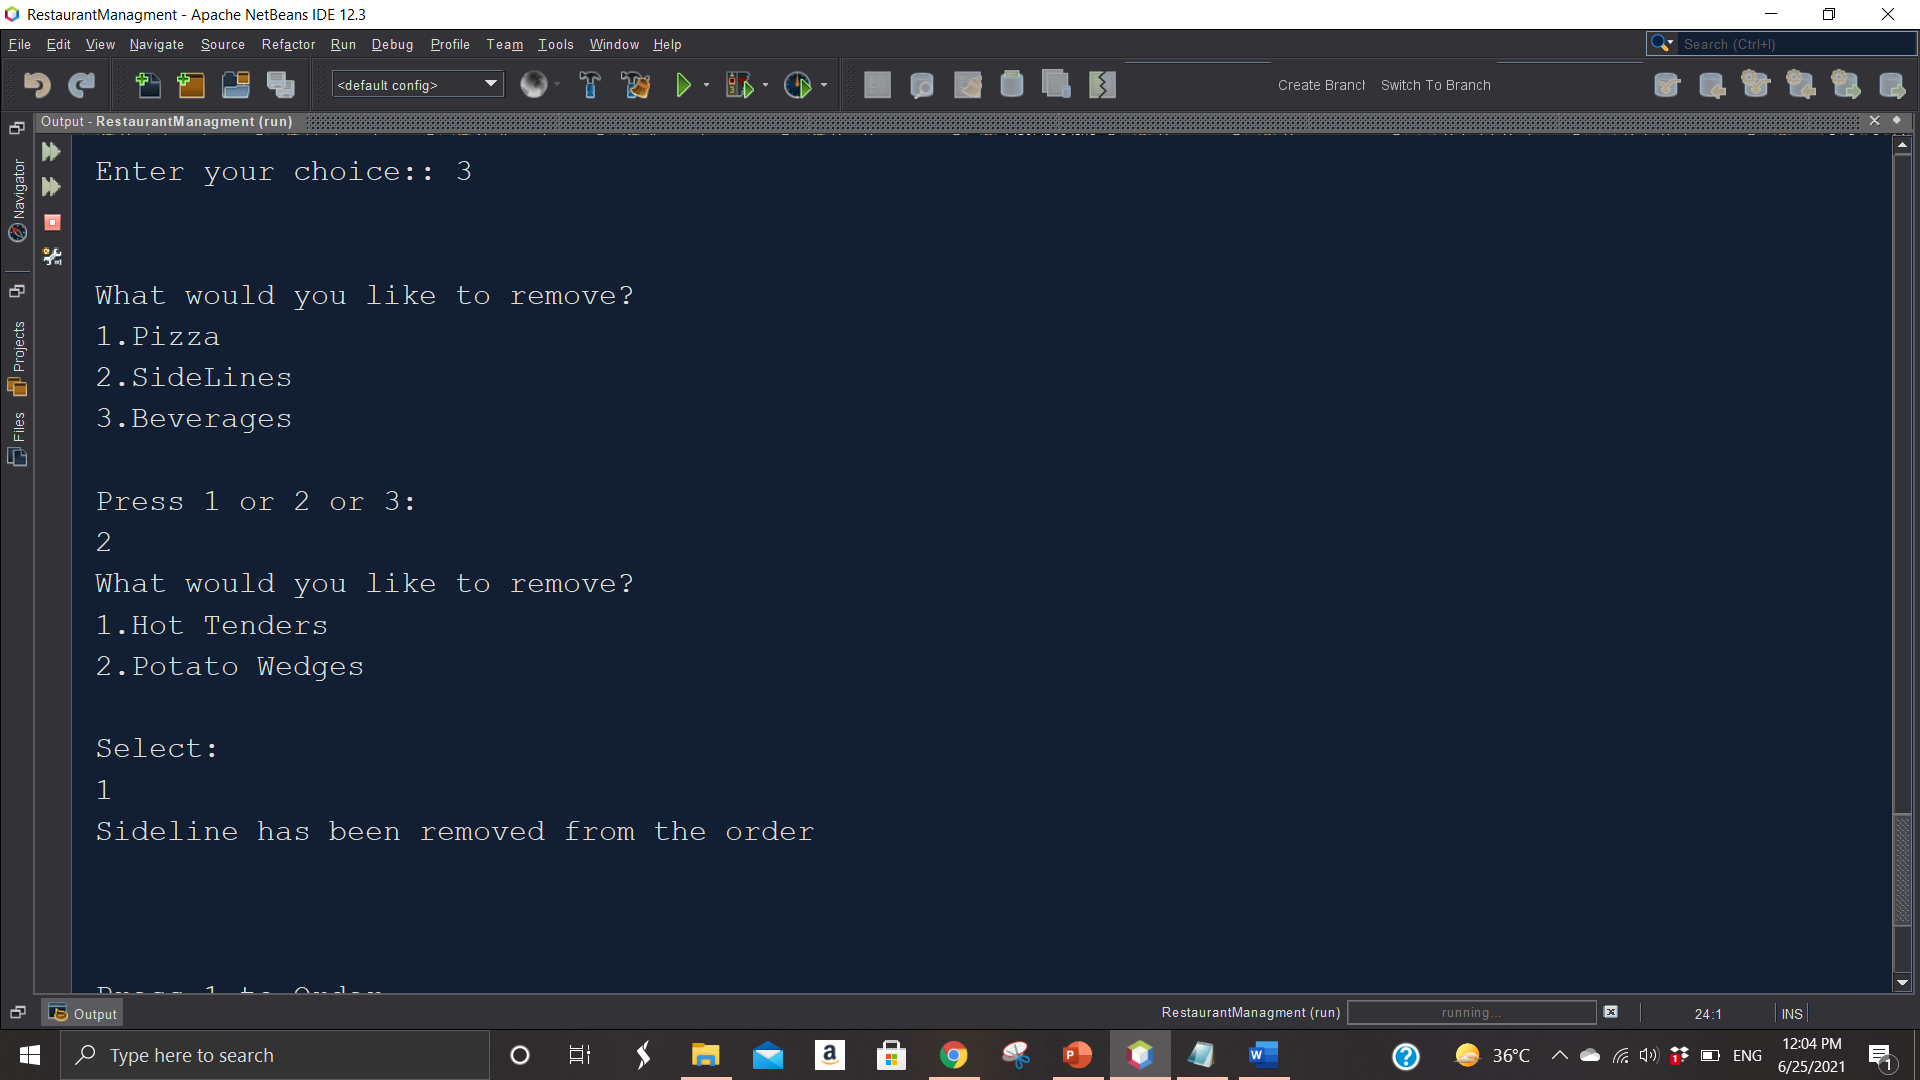 RestaurantManagment - Apache NetBeans IDE 12.3
File Edit View Navigate Source Refactor Run Debug Profile Team Tools Window Help
Search (Ctrl+I)
<default config>
Create Branch Switch To Branch
Output - RestaurantManagment (run)
Navigator
Projects
Files
Enter your choice:: 3
What would you like to remove?
1.Pizza
2.SideLines
3.Beverages
Press 1 or 2 or 3:
2
What would you like to remove?
1.Hot Tenders
2.Potato Wedges
Select:
1
Sideline has been removed from the order
Press 1 to Order
Output
RestaurantManagment (run)
running...
24:1
INS
Type here to search
36°C
ENG
12:04 PM
6/25/2021
1